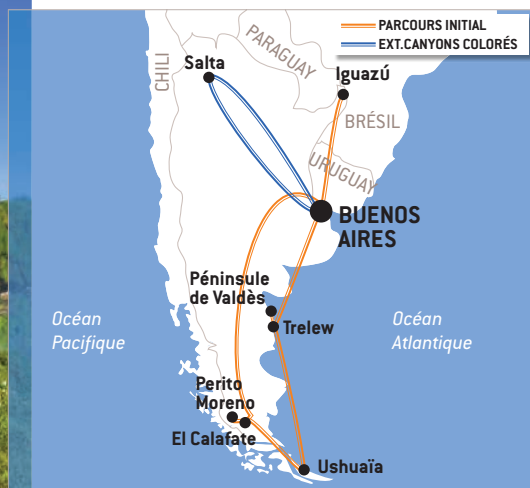 PARCOURS INITIAL
EXT.CANYONS COLORÉS
CHILI
PARAGUAY
Salta
Iguazú
BRÉSIL
URUGUAY
BUENOS
AIRES
Péninsule
de Valdès
Trelew
Océan
Pacifique
Océan
Atlantique
Perito
Moreno
El Calafate
Ushuaïa